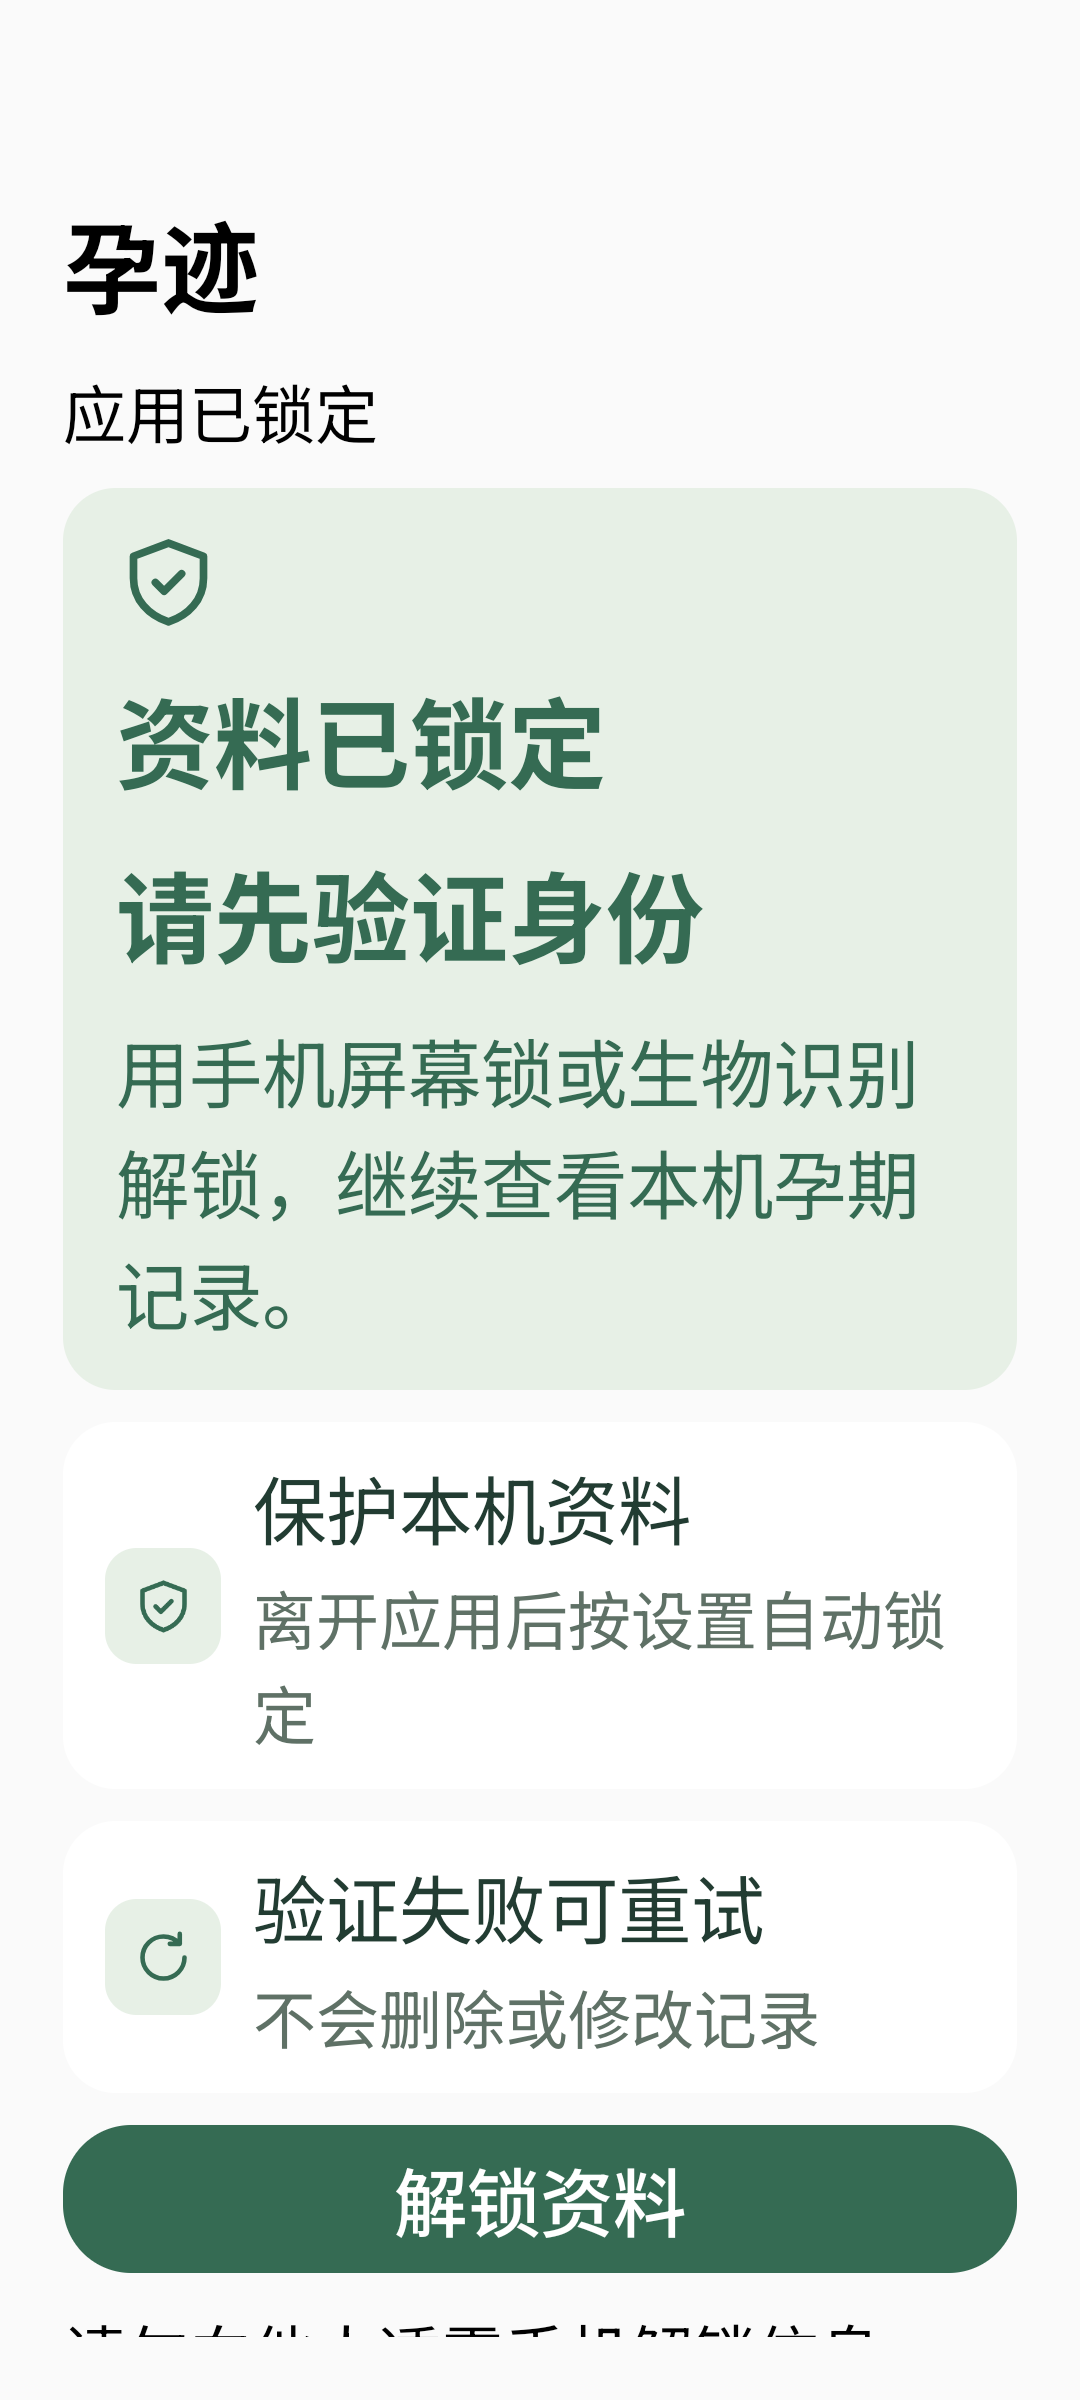 孕迹
应用已锁定
资料已锁定
请先验证身份
用手机屏幕锁或生物识别
解锁，继续查看本机孕期
记录。
保护本机资料
离开应用后按设置自动锁
定
验证失败可重试
不会删除或修改记录
解锁资料